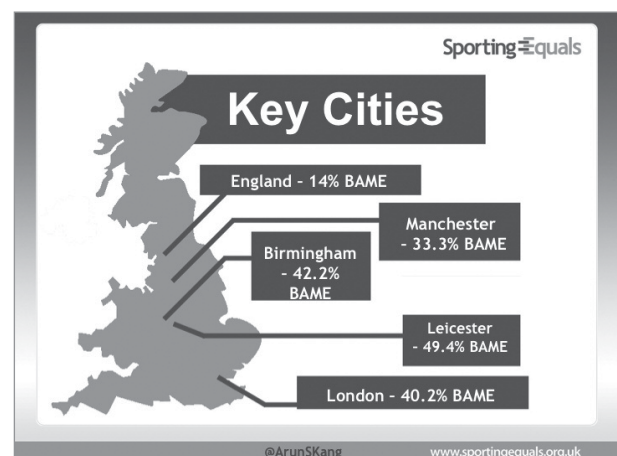 Sporting Equals
Key Cities
England - 14% BAME
Manchester
- 33.3% BAME
Birmingham
- 42.2%
BAME
Leicester
- 49.4% BAME
London - 40.2% BAME
@ArunSKang
www.sportingequals.org.uk